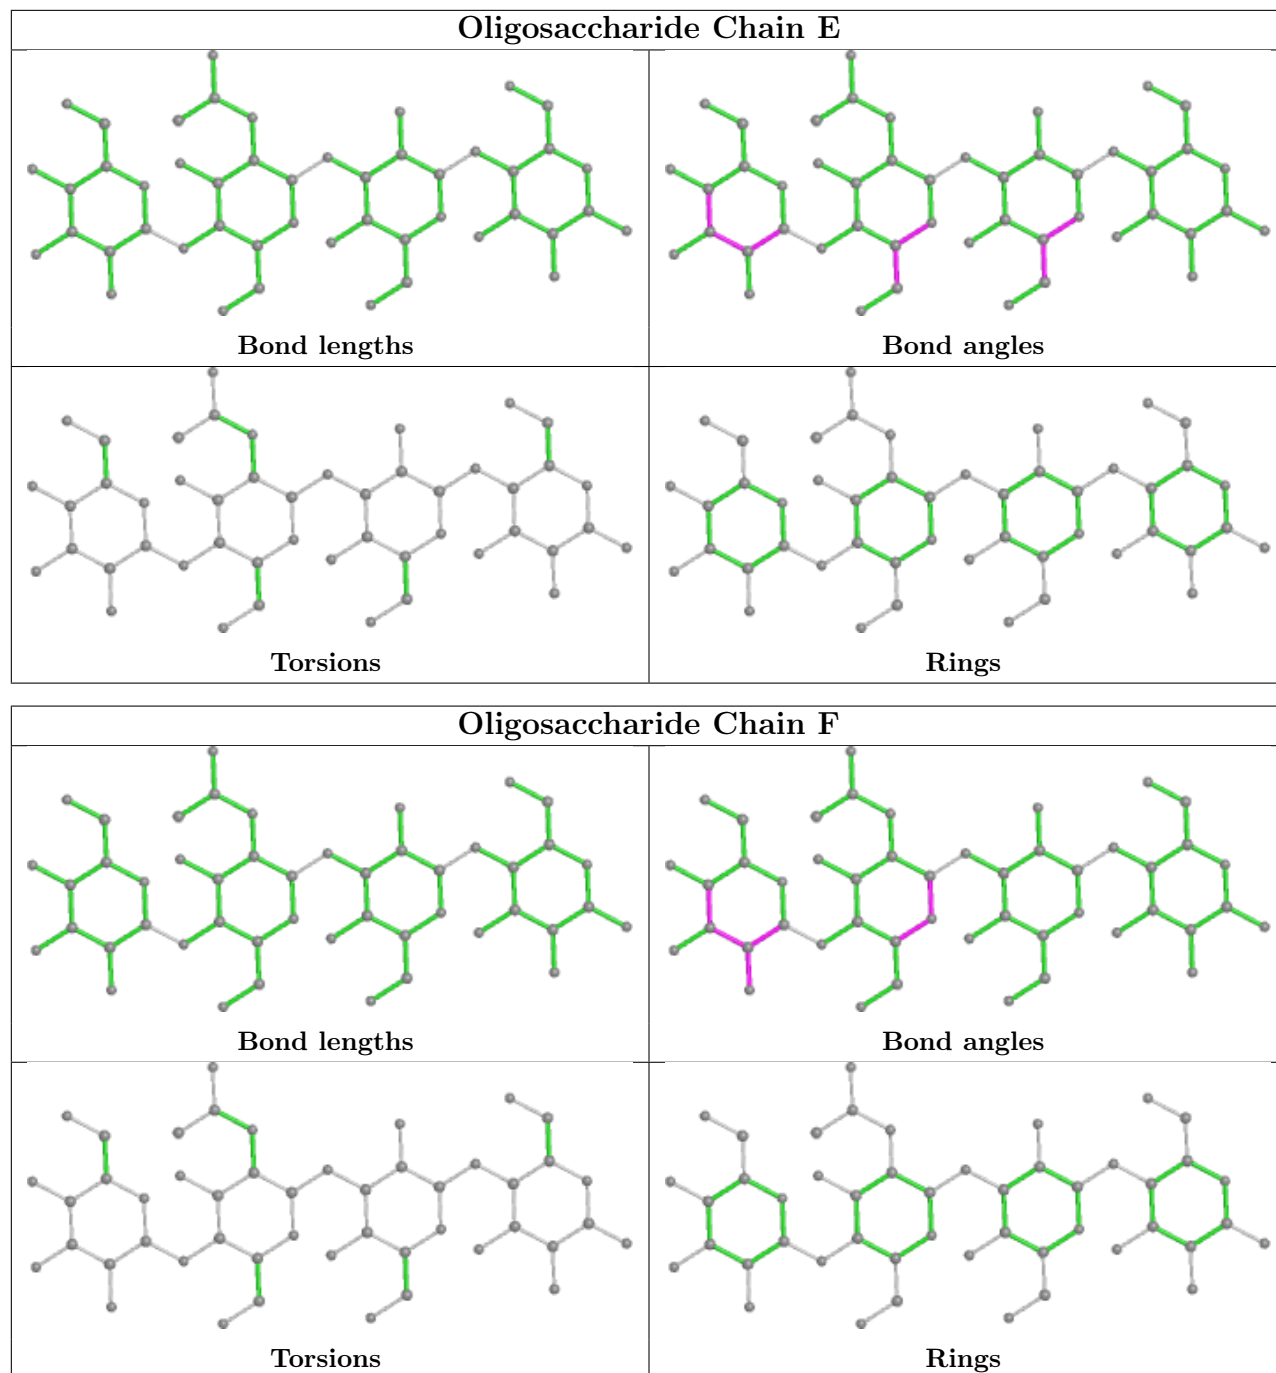 Oligosaccharide Chain E
Bond lengths
Bond angles
Torsions
Rings
Oligosaccharide Chain F
Bond lengths
Bond angles
Torsions
Rings